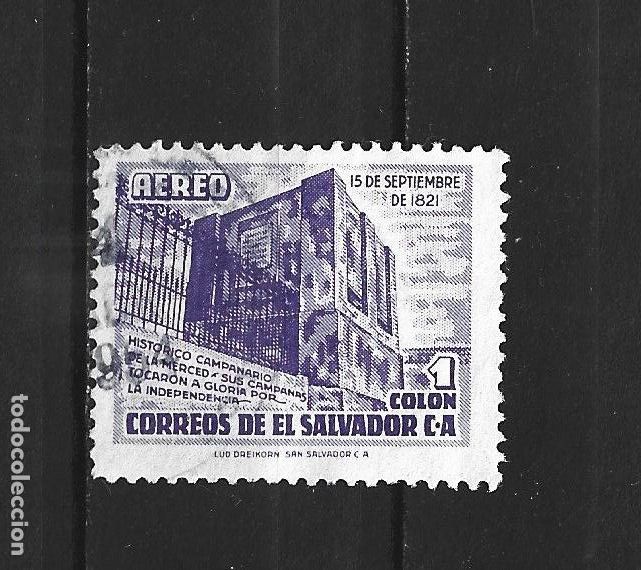 AEREO
15 DE SEPTIEMBRE
DE 1821
HISTORICO CAMPANARIO
DE LA MERCED - SUS CAMPANAS
TOCARON A GLORIA POR
LA INDEPENDENCIA
1
COLON
CORREOS DE EL SALVADOR C·A
LUD DREIKORN SAN SALVADOR C A
todocoleccion